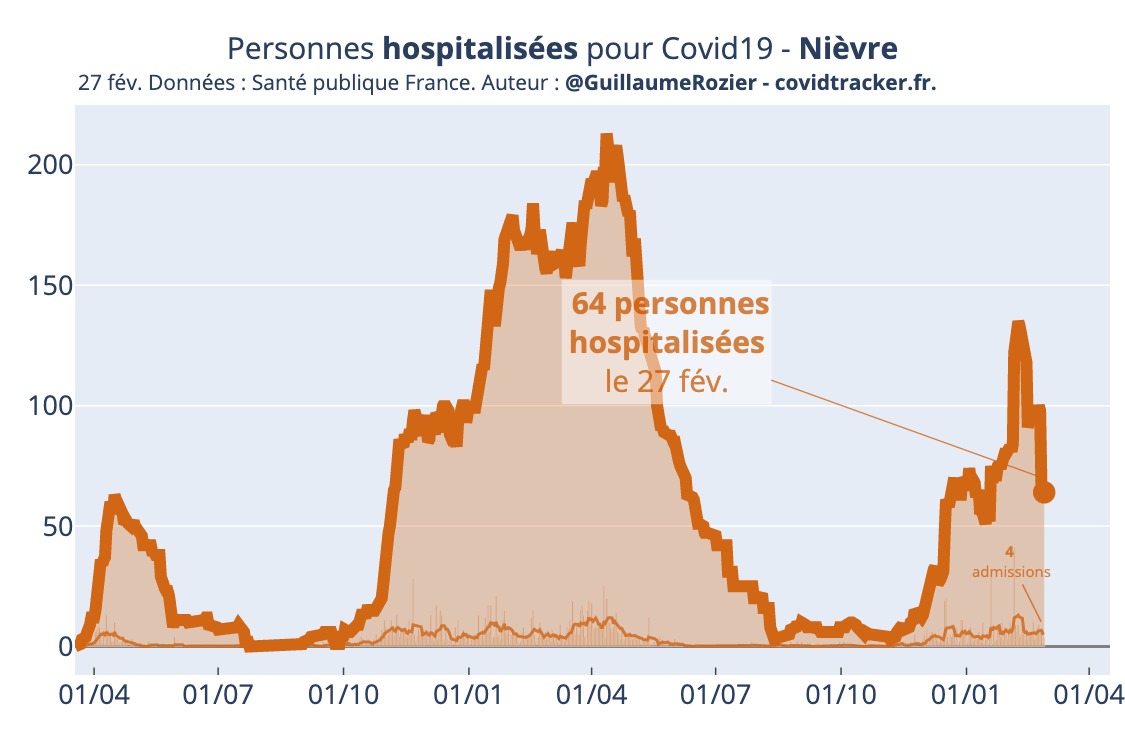 Personnes hospitalisées pour Covid19 - Nièvre
27 fév. Données : Santé publique France. Auteur : @GuillaumeRozier - covidtracker.fr.
200
150
100
50
0
64 personnes
hospitalisées
le 27 fév.
4
admissions
01/04 01/07 01/10 01/01 01/04 01/07 01/10 01/01 01/04